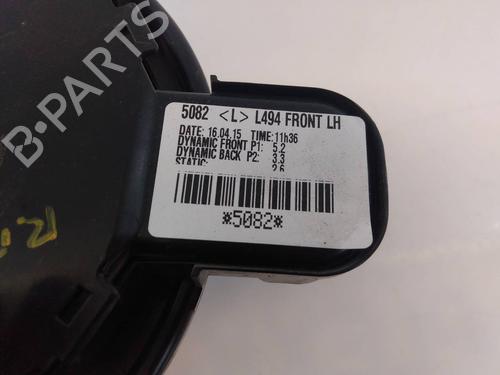 5082 <L> L494 FRONT LH
DATE: 16.04.15 TIME:11h36
DYNAMIC FRONT P1: 5.2
DYNAMIC BACK P2: 3.3
STATIC: 2.6
*5082*
B-PARTS